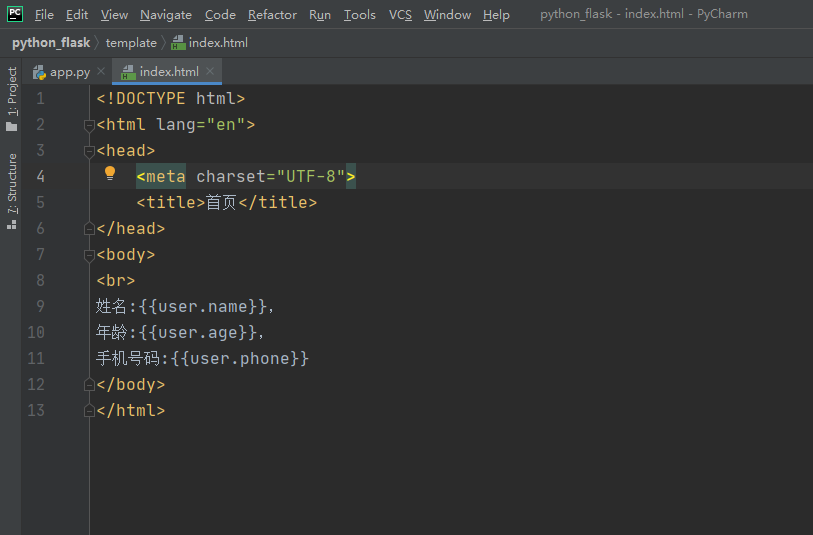 PC File Edit View Navigate Code Refactor Run Tools VCS Window Help python_flask - index.html - PyCharm
python_flask template index.html
app.py index.html
1: Project
7: Structure
1 <!DOCTYPE html>
2 <html lang="en">
3 <head>
4 <meta charset="UTF-8">
5 <title>首页</title>
6 </head>
7 <body>
8 <br>
9 姓名:{{user.name}},
10 年龄:{{user.age}},
11 手机号码:{{user.phone}}
12 </body>
13 </html>